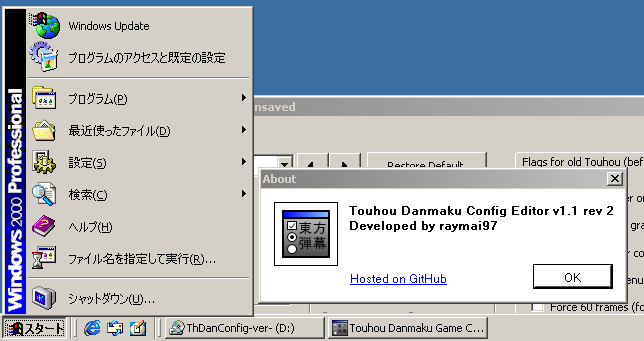 Windows 2000 Professional
Windows Update
プログラムのアクセスと既定の設定
プログラム(P)
最近使ったファイル(D)
設定(S)
検索(C)
ヘルプ(H)
ファイル名を指定して実行(R)...
シャットダウン(U)...
Restore Default
Flags for old Touhou (bef
About
東方
弾幕
Touhou Danmaku Config Editor v1.1 rev 2
Developed by raymai97
Hosted on GitHub
OK
Force 60 frames (fo
スタート
ThDanConfig-ver- (D:)
Touhou Danmaku Game C...